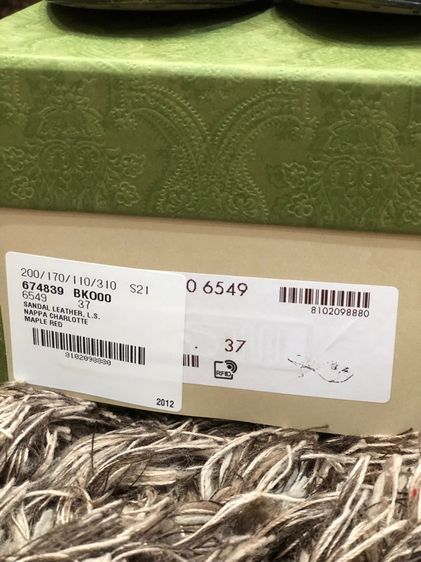 200/170/110/310 S21
674839 BKO00
6549 37
SANDAL LEATHER, L.S.
NAPPA CHARLOTTE
MAPLE RED
8102098880
2012
0 6549
8102098880
. 37
RFID